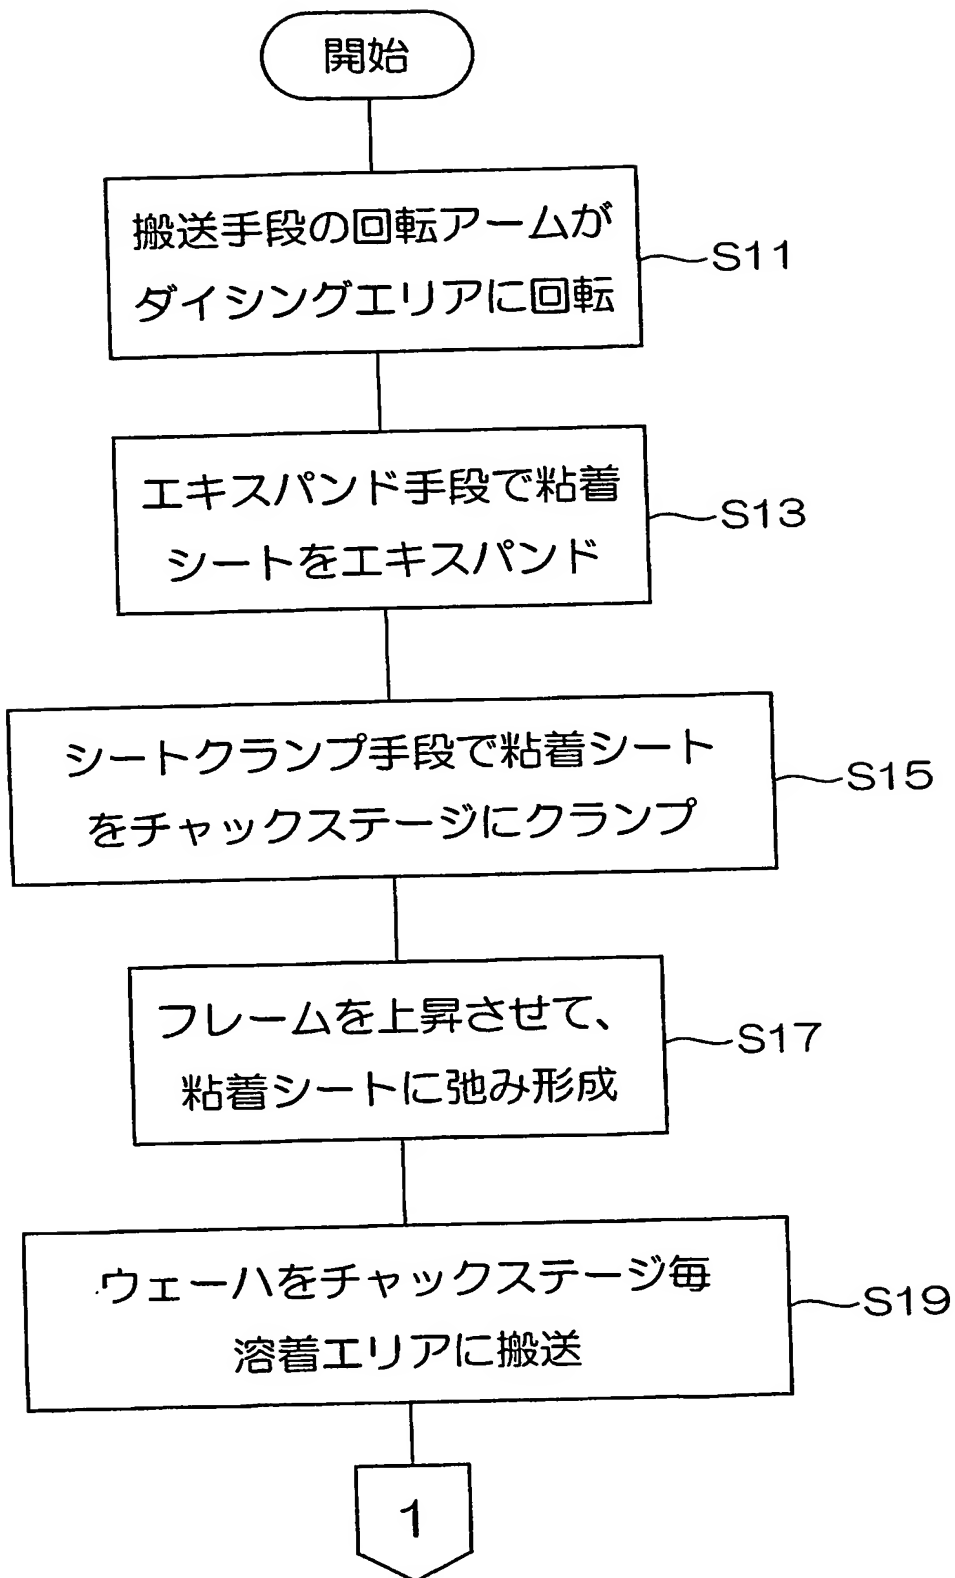 開始
搬送手段の回転アームが
ダイシングエリアに回転
S11
エキスパンド手段で粘着
シートをエキスパンド
S13
シートクランプ手段で粘着シート
をチャックステージにクランプ
S15
フレームを上昇させて、
粘着シートに弛み形成
S17
ウェーハをチャックステージ毎
溶着エリアに搬送
S19
1